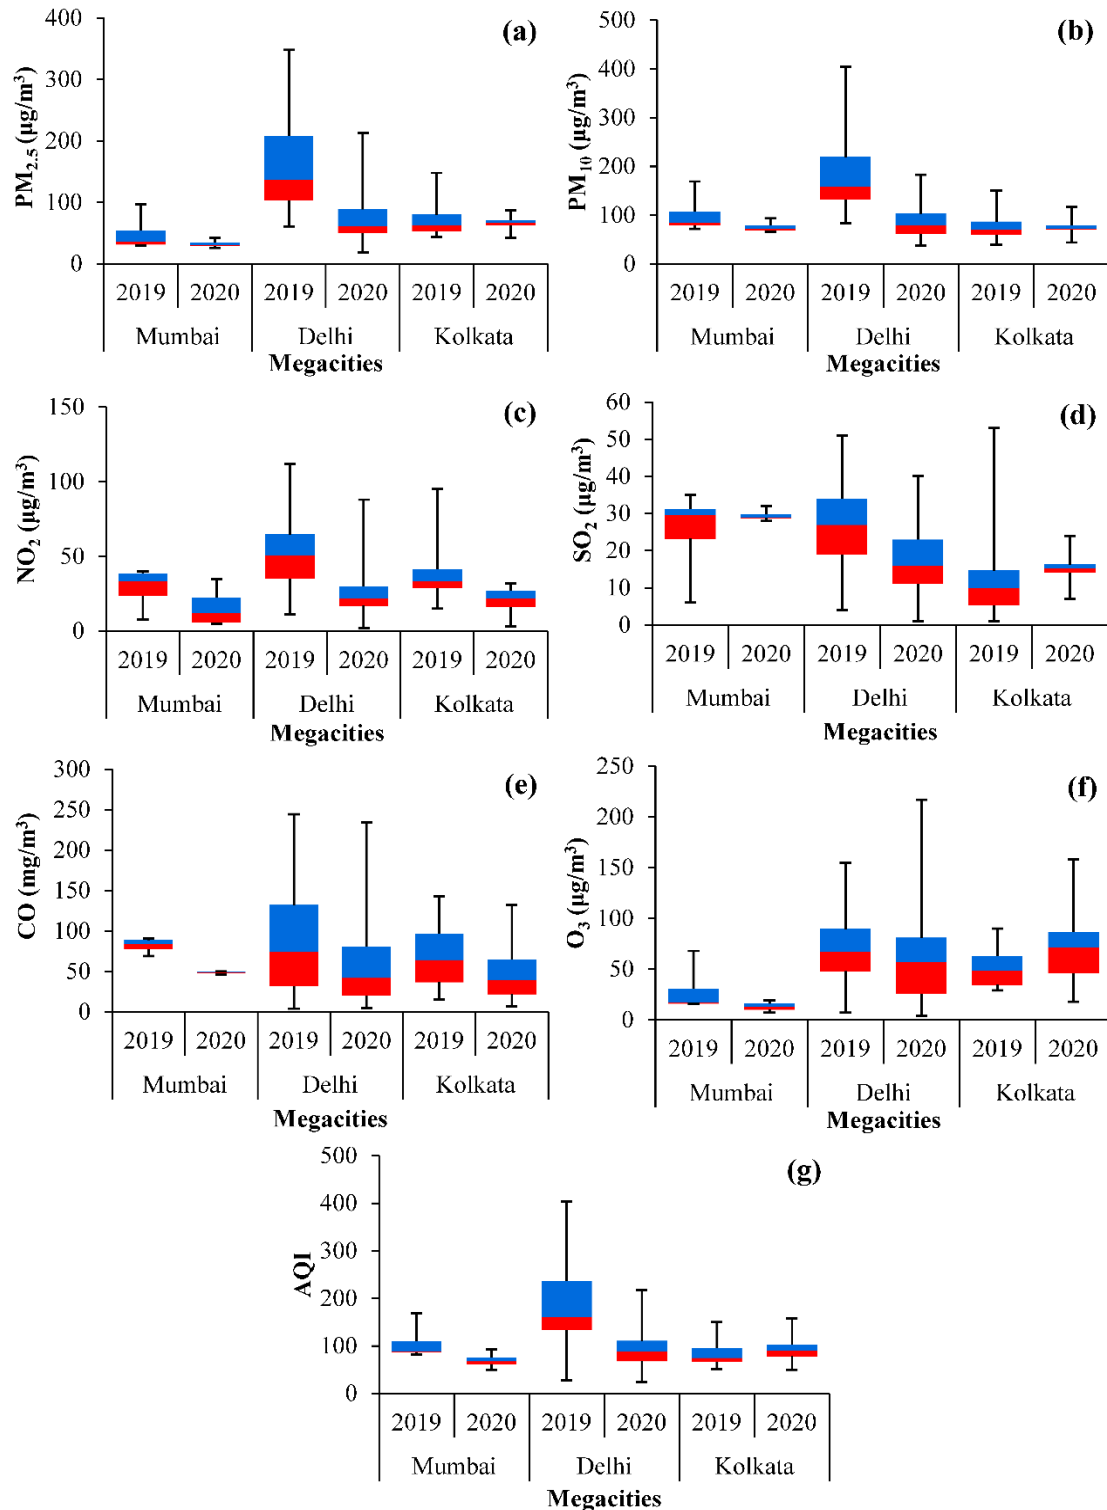 (a)
PM2.5 (µg/m³)
400
300
200
100
0
2019 2020 2019 2020 2019 2020
Mumbai Delhi Kolkata
Megacities
(b)
PM10 (µg/m³)
500
400
300
200
100
0
2019 2020 2019 2020 2019 2020
Mumbai Delhi Kolkata
Megacities
(c)
NO2 (µg/m³)
150
100
50
0
2019 2020 2019 2020 2019 2020
Mumbai Delhi Kolkata
Megacities
(d)
SO2 (µg/m³)
60
50
40
30
20
10
0
2019 2020 2019 2020 2019 2020
Mumbai Delhi Kolkata
Megacities
(e)
CO (mg/m³)
300
250
200
150
100
50
0
2019 2020 2019 2020 2019 2020
Mumbai Delhi Kolkata
Megacities
(f)
O3 (µg/m³)
250
200
150
100
50
0
2019 2020 2019 2020 2019 2020
Mumbai Delhi Kolkata
Megacities
(g)
AQI
500
400
300
200
100
0
2019 2020 2019 2020 2019 2020
Mumbai Delhi Kolkata
Megacities